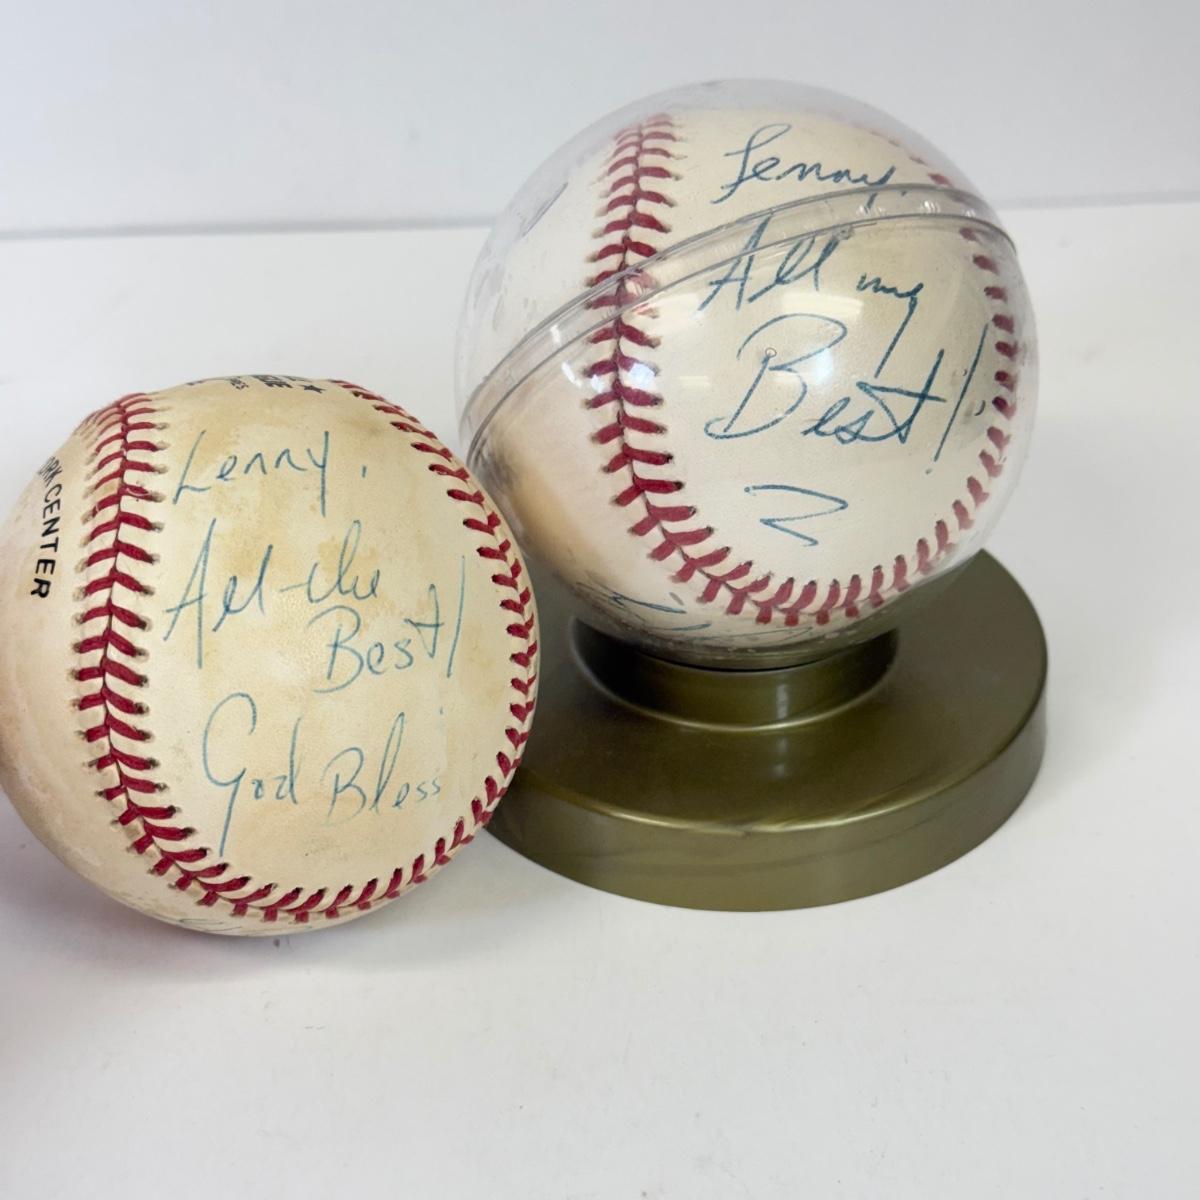 Lenny.
All the
Best!
God Bless
CENTER
Lenny,
All my
Best!